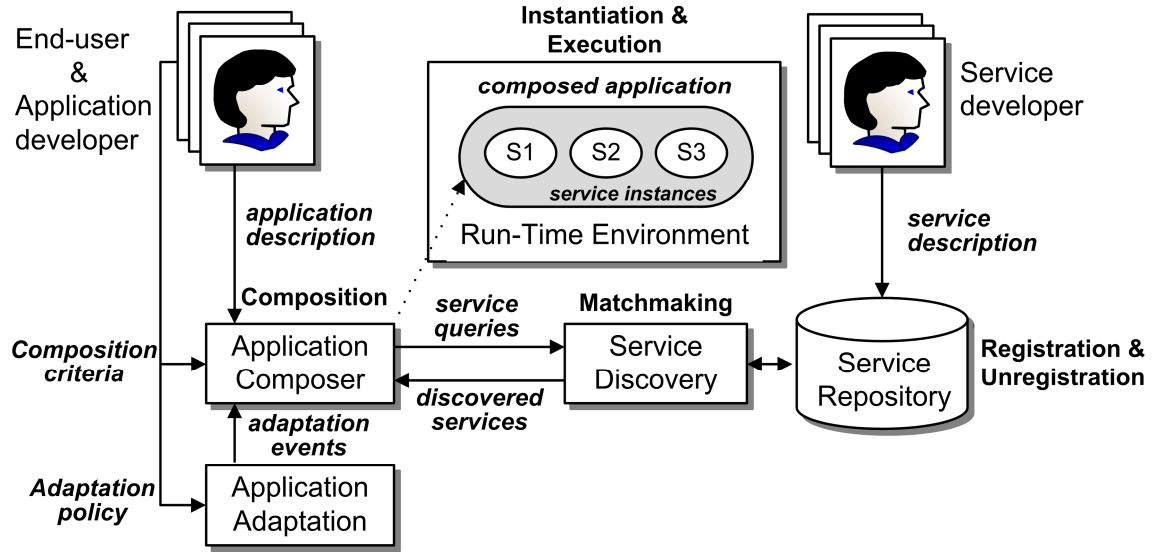 End-user
&
Application
developer
Instantiation &
Execution
composed application
S1 S2 S3
service instances
Run-Time Environment
Service
developer
application
description
service
description
Composition
service
queries
Matchmaking
Composition
criteria
Application
Composer
Service
Discovery
Service
Repository
Registration &
Unregistration
discovered
services
adaptation
events
Adaptation
policy
Application
Adaptation